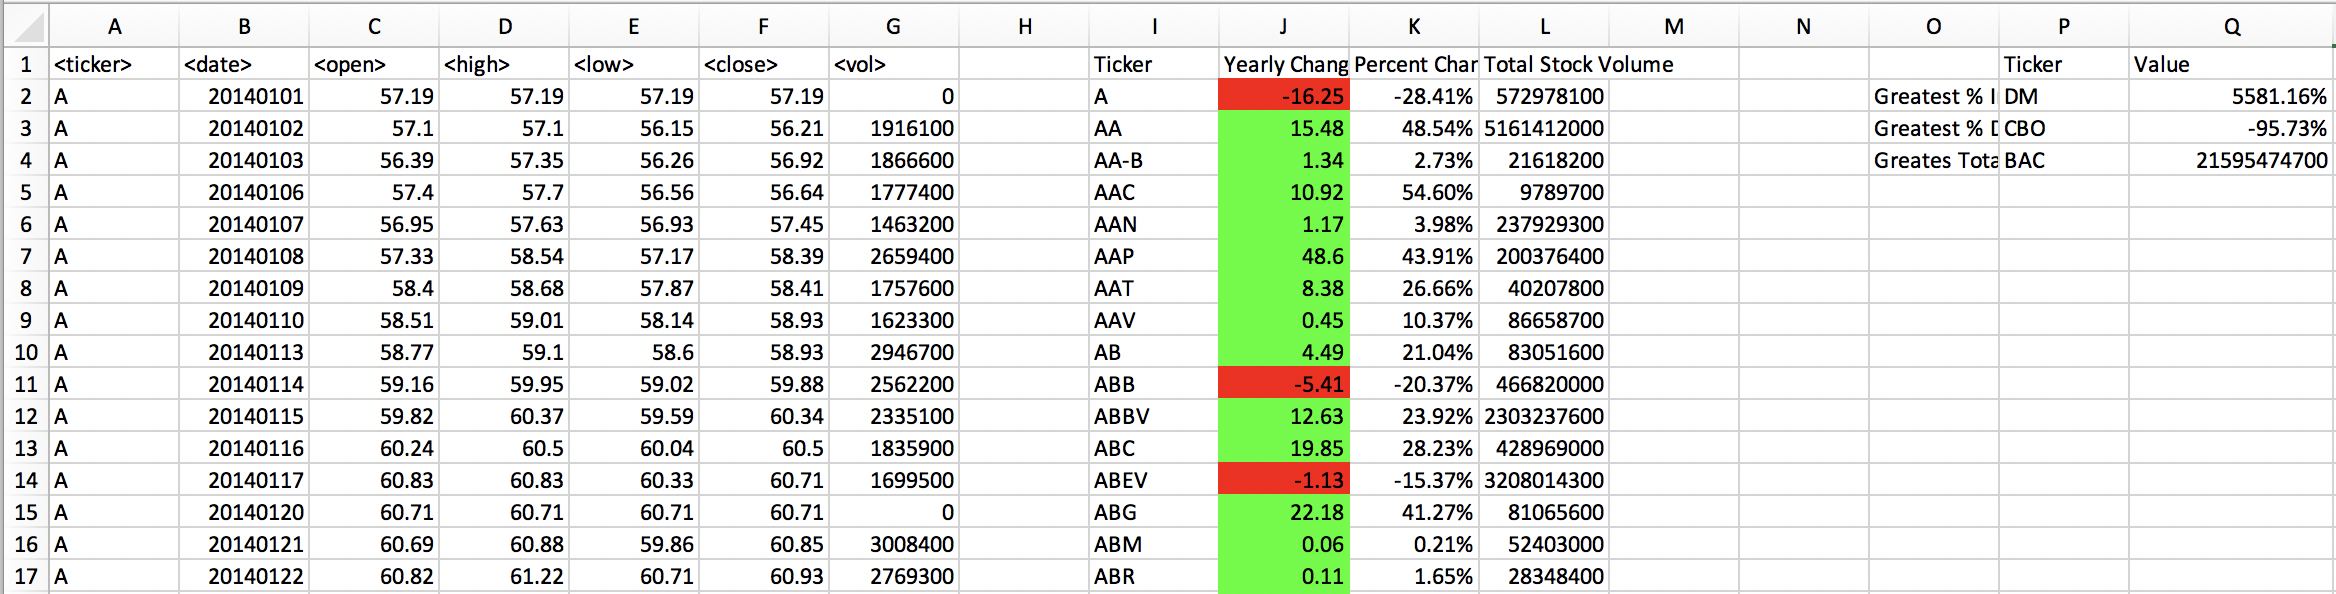 A B C D E F G H I J K L M N O P Q
1 <ticker> <date> <open> <high> <low> <close> <vol> Ticker Yearly Chang Percent Char Total Stock Volume Ticker Value
2 A 20140101 57.19 57.19 57.19 57.19 0 A -16.25 -28.41% 572978100 Greatest % I DM 5581.16%
3 A 20140102 57.1 57.1 56.15 56.21 1916100 AA 15.48 48.54% 5161412000 Greatest % D CBO -95.73%
4 A 20140103 56.39 57.35 56.26 56.92 1866600 AA-B 1.34 2.73% 21618200 Greates Tota BAC 21595474700
5 A 20140106 57.4 57.7 56.56 56.64 1777400 AAC 10.92 54.60% 9789700
6 A 20140107 56.95 57.63 56.93 57.45 1463200 AAN 1.17 3.98% 237929300
7 A 20140108 57.33 58.54 57.17 58.39 2659400 AAP 48.6 43.91% 200376400
8 A 20140109 58.4 58.68 57.87 58.41 1757600 AAT 8.38 26.66% 40207800
9 A 20140110 58.51 59.01 58.14 58.93 1623300 AAV 0.45 10.37% 86658700
10 A 20140113 58.77 59.1 58.6 58.93 2946700 AB 4.49 21.04% 83051600
11 A 20140114 59.16 59.95 59.02 59.88 2562200 ABB -5.41 -20.37% 466820000
12 A 20140115 59.82 60.37 59.59 60.34 2335100 ABBV 12.63 23.92% 2303237600
13 A 20140116 60.24 60.5 60.04 60.5 1835900 ABC 19.85 28.23% 428969000
14 A 20140117 60.83 60.83 60.33 60.71 1699500 ABEV -1.13 -15.37% 3208014300
15 A 20140120 60.71 60.71 60.71 60.71 0 ABG 22.18 41.27% 81065600
16 A 20140121 60.69 60.88 59.86 60.85 3008400 ABM 0.06 0.21% 52403000
17 A 20140122 60.82 61.22 60.71 60.93 2769300 ABR 0.11 1.65% 28348400